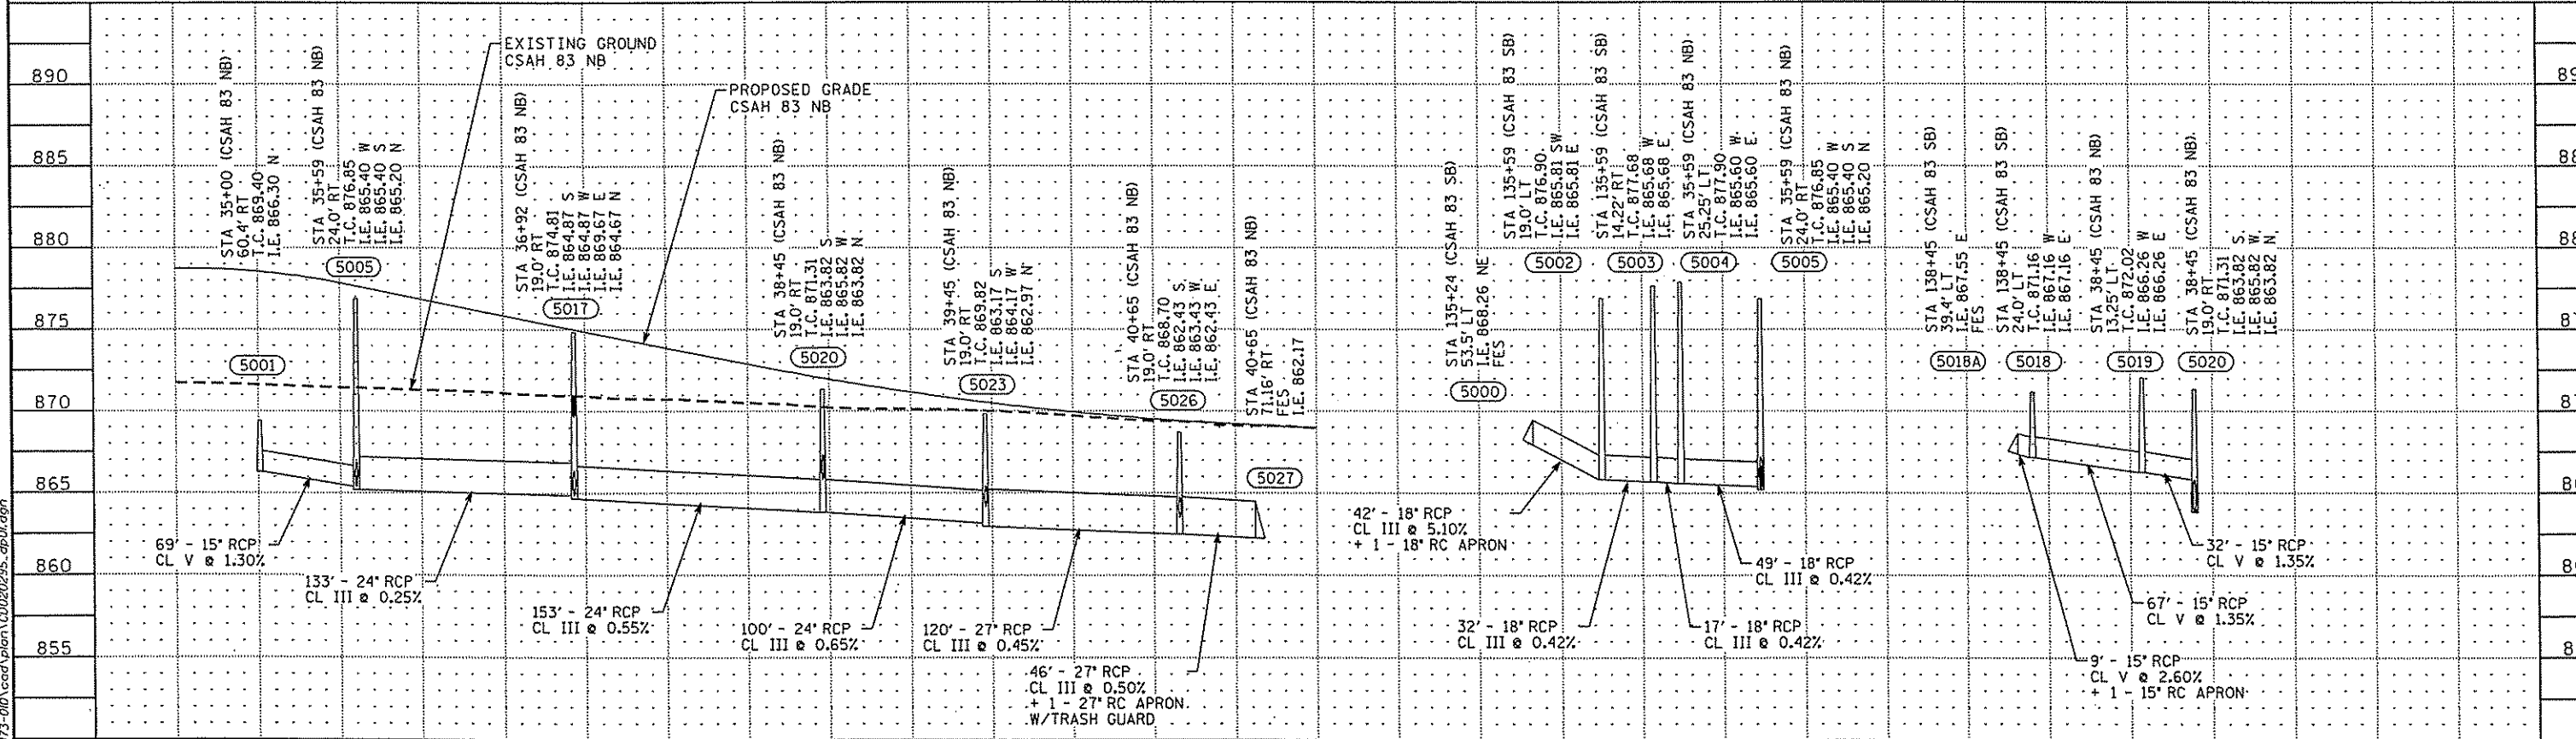 890
885
880
875
870
865
860
855
EXISTING GROUND
CSAH 83 NB
PROPOSED GRADE
CSAH 83 NB
STA 35+00 (CSAH 83 NB)
60.4' RT
T.C. 869.40
I.E. 866.30 N
5001
STA 35+59 (CSAH 83 NB)
24.0' RT
T.C. 876.85
I.E. 865.40 W
I.E. 865.40 S
I.E. 865.20 N
5005
STA 36+92 (CSAH 83 NB)
19.0' RT
T.C. 874.81
I.E. 864.87 S
I.E. 864.87 W
I.E. 869.67 E
I.E. 864.67 N
5017
STA 38+45 (CSAH 83 NB)
19.0' RT
T.C. 871.31
I.E. 863.82 S
I.E. 865.82 W
I.E. 863.82 N
5020
STA 39+45 (CSAH 83 NB)
19.0' RT
T.C. 869.82
I.E. 863.17 S
I.E. 864.17 W
I.E. 862.97 N
5023
STA 40+65 (CSAH 83 NB)
19.0' RT
T.C. 868.70
I.E. 862.43 S
I.E. 863.43 W
I.E. 862.43 E
5026
STA 40+65 (CSAH 83 NB)
71.16' RT
FES
I.E. 862.17
5027
69' - 15" RCP
CL V @ 1.30%
133' - 24" RCP
CL III @ 0.25%
153' - 24" RCP
CL III @ 0.55%
100' - 24" RCP
CL III @ 0.65%
120' - 27" RCP
CL III @ 0.45%
46' - 27" RCP
CL III @ 0.50%
+ 1 - 27" RC APRON
W/TRASH GUARD
STA 135+24 (CSAH 83 SB)
53.5' LT
I.E. 868.26 NE
FES
5000
STA 135+59 (CSAH 83 SB)
19.0' LT
T.C. 876.90
I.E. 865.81 SW
I.E. 865.81 E
5002
STA 135+59 (CSAH 83 SB)
14.22' RT
T.C. 877.68
I.E. 865.68 W
I.E. 865.68 E
5003
STA 35+59 (CSAH 83 NB)
25.25' LT
T.C. 877.90
I.E. 865.60 W
I.E. 865.60 E
5004
STA 35+59 (CSAH 83 NB)
24.0' RT
T.C. 876.85
I.E. 865.40 W
I.E. 865.40 S
I.E. 865.20 N
5005
42' - 18" RCP
CL III @ 5.10%
+ 1 - 18" RC APRON
32' - 18" RCP
CL III @ 0.42%
17' - 18" RCP
CL III @ 0.42%
49' - 18" RCP
CL III @ 0.42%
STA 138+45 (CSAH 83 SB)
39.4' LT
I.E. 867.55 E
FES
5018A
STA 138+45 (CSAH 83 SB)
24.0' LT
T.C. 871.16
I.E. 867.16 W
I.E. 867.16 E
5018
STA 38+45 (CSAH 83 NB)
13.25' LT
T.C. 872.02
I.E. 866.26 W
I.E. 866.26 E
5019
STA 38+45 (CSAH 83 NB)
19.0' RT
T.C. 871.31
I.E. 863.82 S
I.E. 865.82 W
I.E. 863.82 N
5020
32' - 15" RCP
CL V @ 1.35%
67' - 15" RCP
CL V @ 1.35%
9' - 15" RCP
CL V @ 2.60%
+ 1 - 15" RC APRON